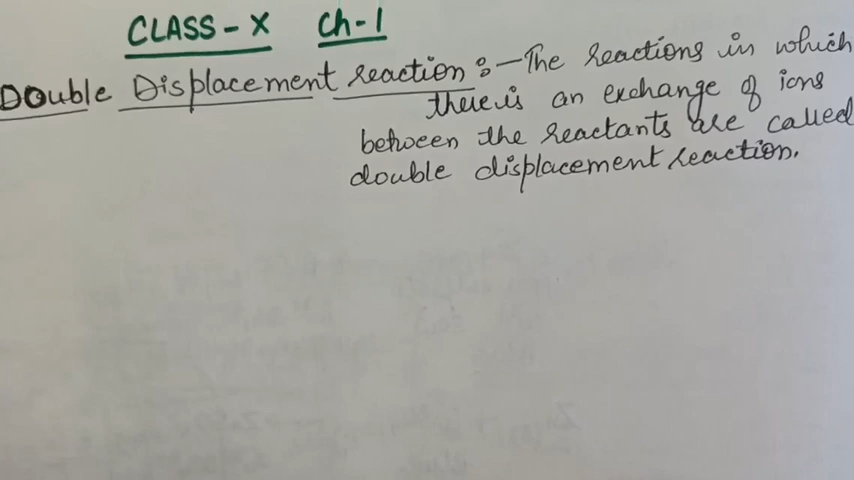 CLASS - X Ch-1
Double Displacement reaction :- The reactions in which
there is an exchange of ions
between the reactants are called
double displacement reaction.